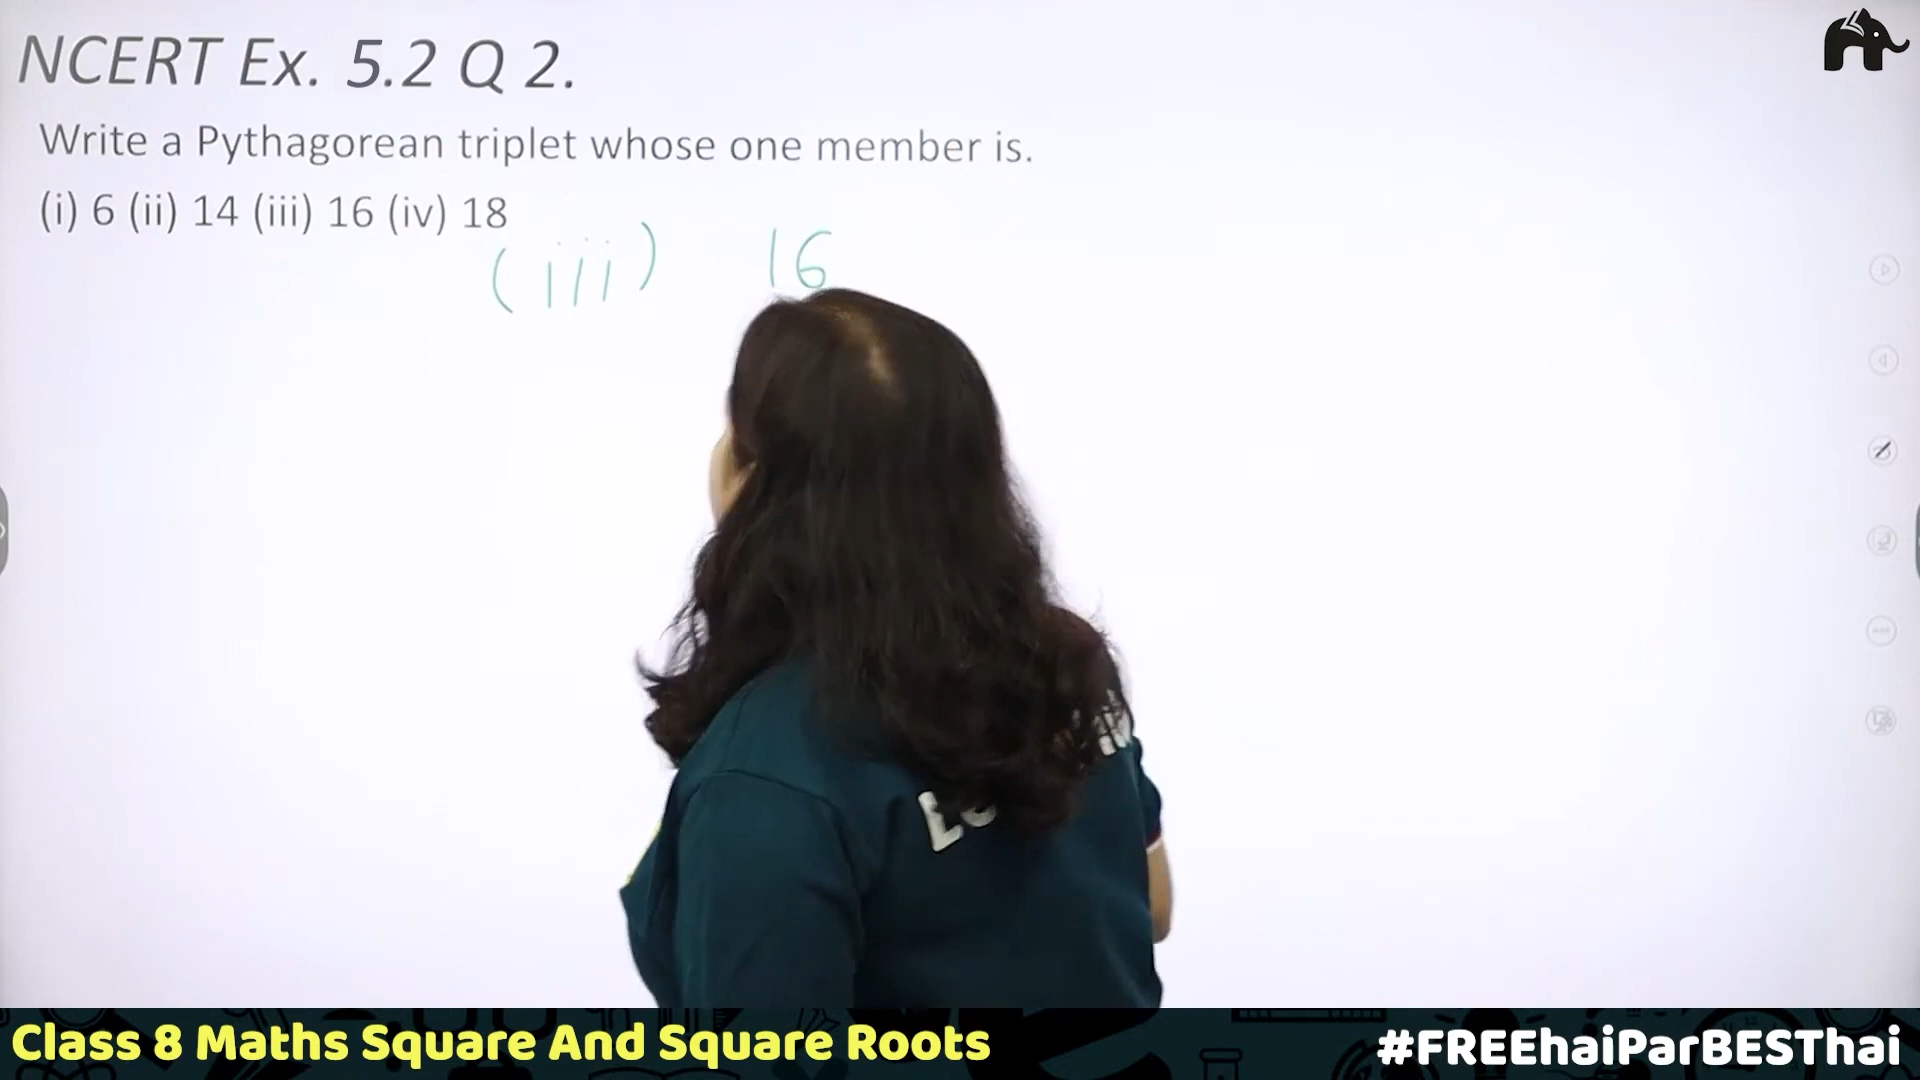 NCERT Ex. 5.2 Q 2.
Write a Pythagorean triplet whose one member is.
(i) 6 (ii) 14 (iii) 16 (iv) 18
(iii) 16
Class 8 Maths Square And Square Roots
#FREEhaiParBESThai